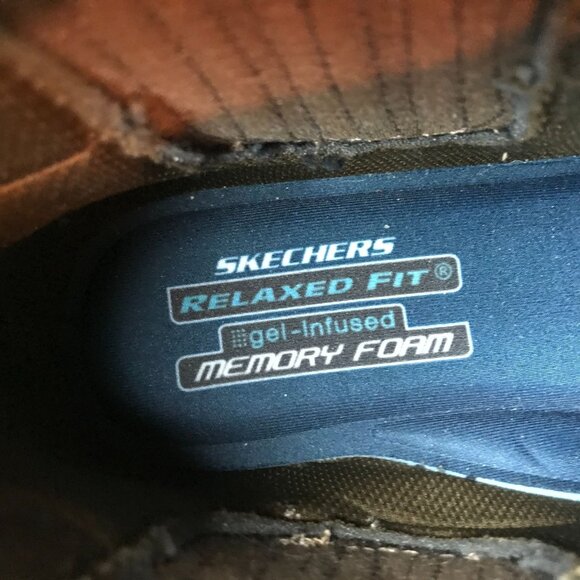 SKECHERS
RELAXED FIT®
gel-Infused
MEMORY FOAM